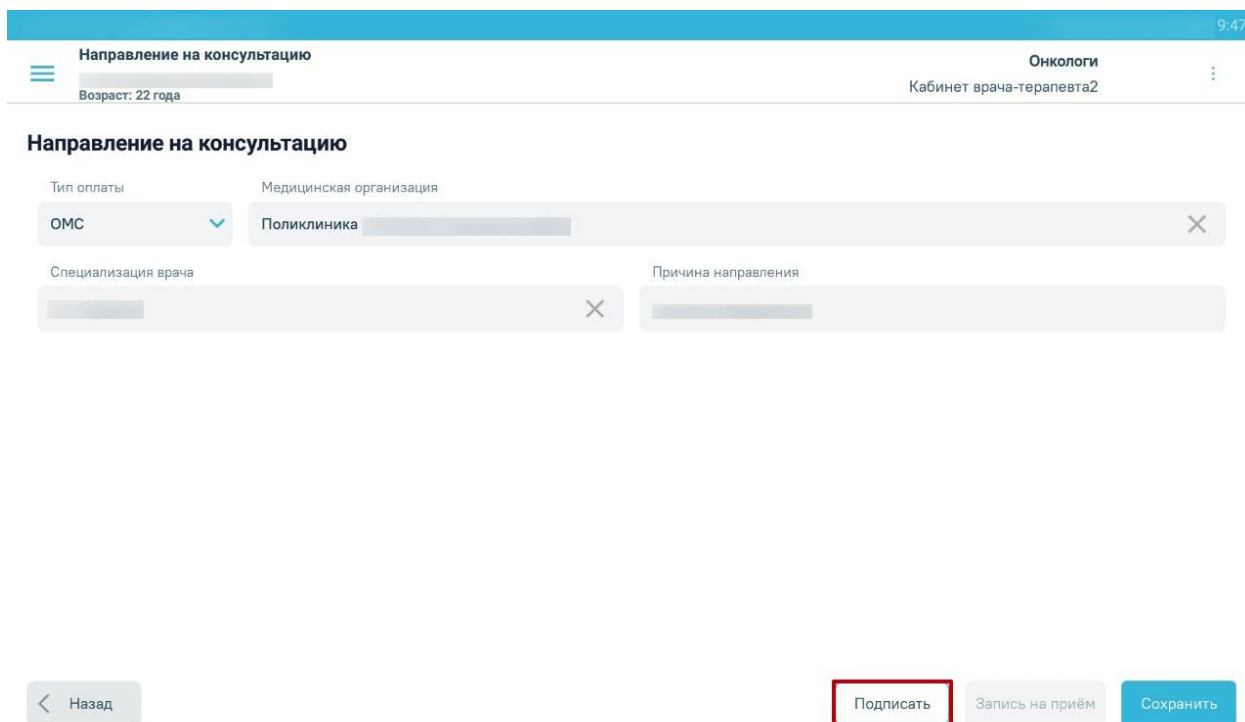 9:47
Направление на консультацию
Возраст: 22 года
Онкологи
Кабинет врача-терапевта2
Направление на консультацию
Тип оплаты
Медицинская организация
ОМС
Поликлиника
Специализация врача
Причина направления
Назад
Подписать
Запись на приём
Сохранить